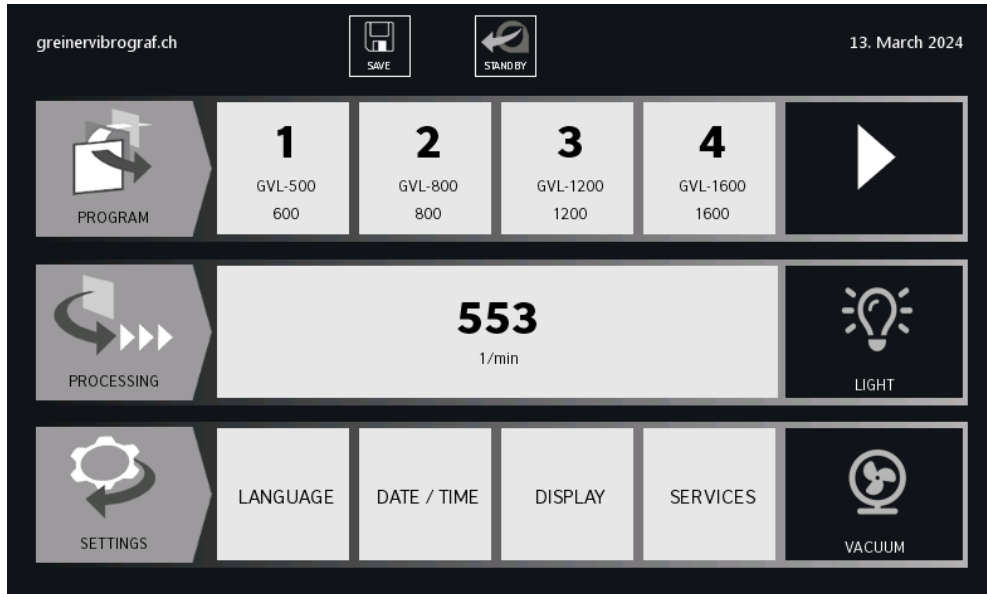 greinervibrograf.ch
SAVE
STANDBY
13. March 2024
PROGRAM
1
GVL-500
600
2
GVL-800
800
3
GVL-1200
1200
4
GVL-1600
1600
PROCESSING
553
1/min
LIGHT
SETTINGS
LANGUAGE
DATE / TIME
DISPLAY
SERVICES
VACUUM